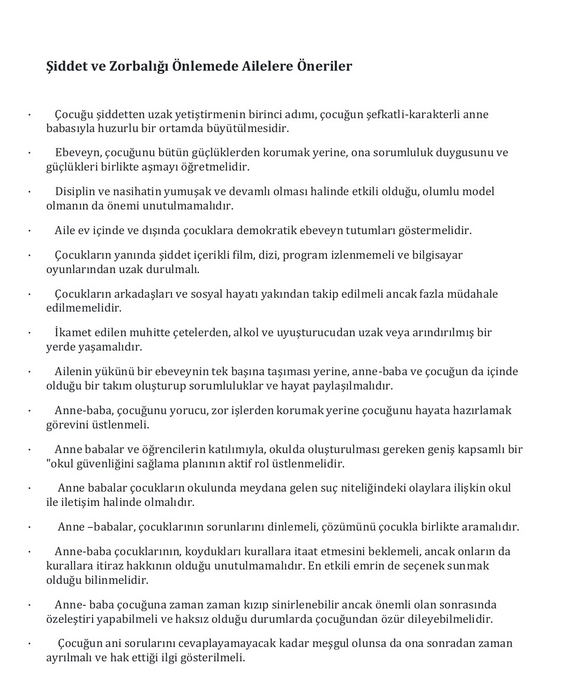 Şiddet ve Zorbalığı Önlemede Ailelere Öneriler
· Çocuğu şiddetten uzak yetiştirmenin birinci adımı, çocuğun şefkatli-karakterli anne
babasıyla huzurlu bir ortamda büyütülmesidir.
· Ebeveyn, çocuğunu bütün güçlüklerden korumak yerine, ona sorumluluk duygusunu ve
güçlükleri birlikte aşmayı öğretmelidir.
· Disiplin ve nasihatin yumuşak ve devamlı olması halinde etkili olduğu, olumlu model
olmanın da önemi unutulmamalıdır.
· Aile ev içinde ve dışında çocuklara demokratik ebeveyn tutumları göstermelidir.
· Çocukların yanında şiddet içerikli film, dizi, program izlenmemeli ve bilgisayar
oyunlarından uzak durulmalı.
· Çocukların arkadaşları ve sosyal hayatı yakından takip edilmeli ancak fazla müdahale
edilmemelidir.
· İkamet edilen muhitte çetelerden, alkol ve uyuşturucudan uzak veya arındırılmış bir
yerde yaşamalıdır.
· Ailenin yükünü bir ebeveynin tek başına taşıması yerine, anne-baba ve çocuğun da içinde
olduğu bir takım oluşturup sorumluluklar ve hayat paylaşılmalıdır.
· Anne-baba, çocuğunu yorucu, zor işlerden korumak yerine çocuğunu hayata hazırlamak
görevini üstlenmeli.
· Anne babalar ve öğrencilerin katılımıyla, okulda oluşturulması gereken geniş kapsamlı bir
"okul güvenliğini sağlama planının aktif rol üstlenmelidir.
· Anne babalar çocukların okulunda meydana gelen suç niteliğindeki olaylara ilişkin okul
ile iletişim halinde olmalıdır.
· Anne –babalar, çocuklarının sorunlarını dinlemeli, çözümünü çocukla birlikte aramalıdır.
· Anne-baba çocuklarının, koydukları kurallara itaat etmesini beklemeli, ancak onların da
kurallara itiraz hakkının olduğu unutulmamalıdır. En etkili emrin de seçenek sunmak
olduğu bilinmelidir.
· Anne- baba çocuğuna zaman zaman kızıp sinirlenebilir ancak önemli olan sonrasında
özeleştiri yapabilmeli ve haksız olduğu durumlarda çocuğundan özür dileyebilmelidir.
· Çocuğun ani sorularını cevaplayamayacak kadar meşgul olunsa da ona sonradan zaman
ayrılmalı ve hak ettiği ilgi gösterilmeli.